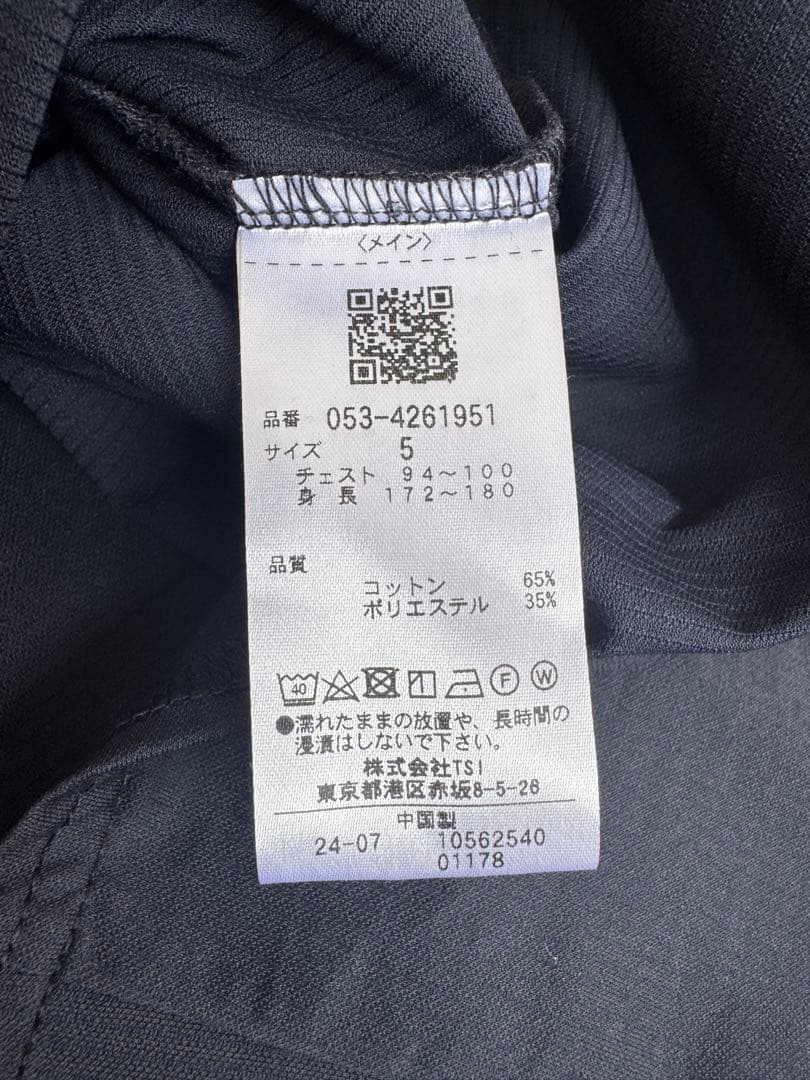 〈メイン〉
品番 053-4261951
サイズ 5
チェスト 94～100
身長 172～180
品質
コットン 65%
ポリエステル 35%
40 F W
●濡れたままの放置や、長時間の
浸漬はしないで下さい。
株式会社TSI
東京都港区赤坂8-5-26
中国製
24-07 10562540
01178